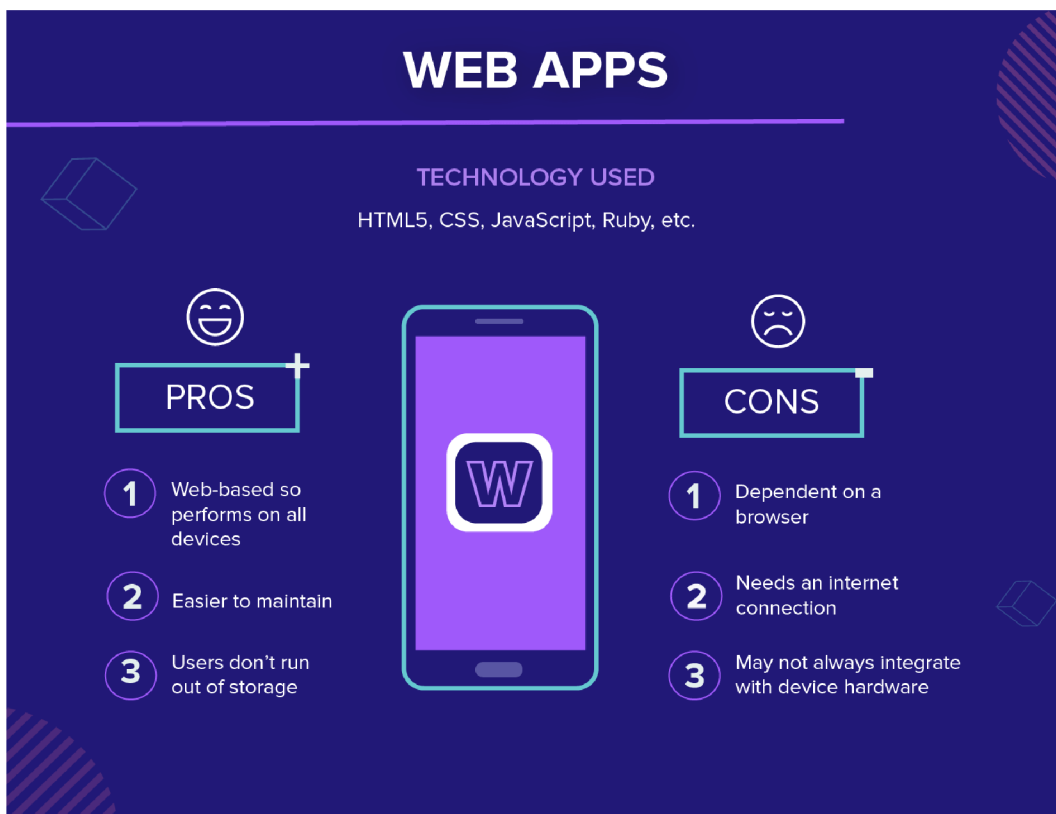 WEB APPS
TECHNOLOGY USED
HTML5, CSS, JavaScript, Ruby, etc.
PROS
1
Web-based so
performs on all
devices
2
Easier to maintain
3
Users don’t run
out of storage
W
CONS
1
Dependent on a
browser
2
Needs an internet
connection
3
May not always integrate
with device hardware